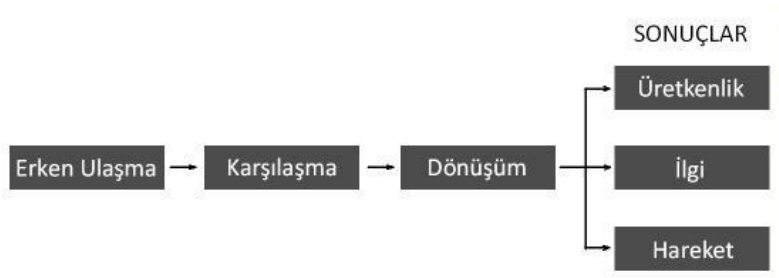 SONUÇLAR
Üretkenlik
Erken Ulaşma
Karşılaşma
Dönüşüm
İlgi
Hareket